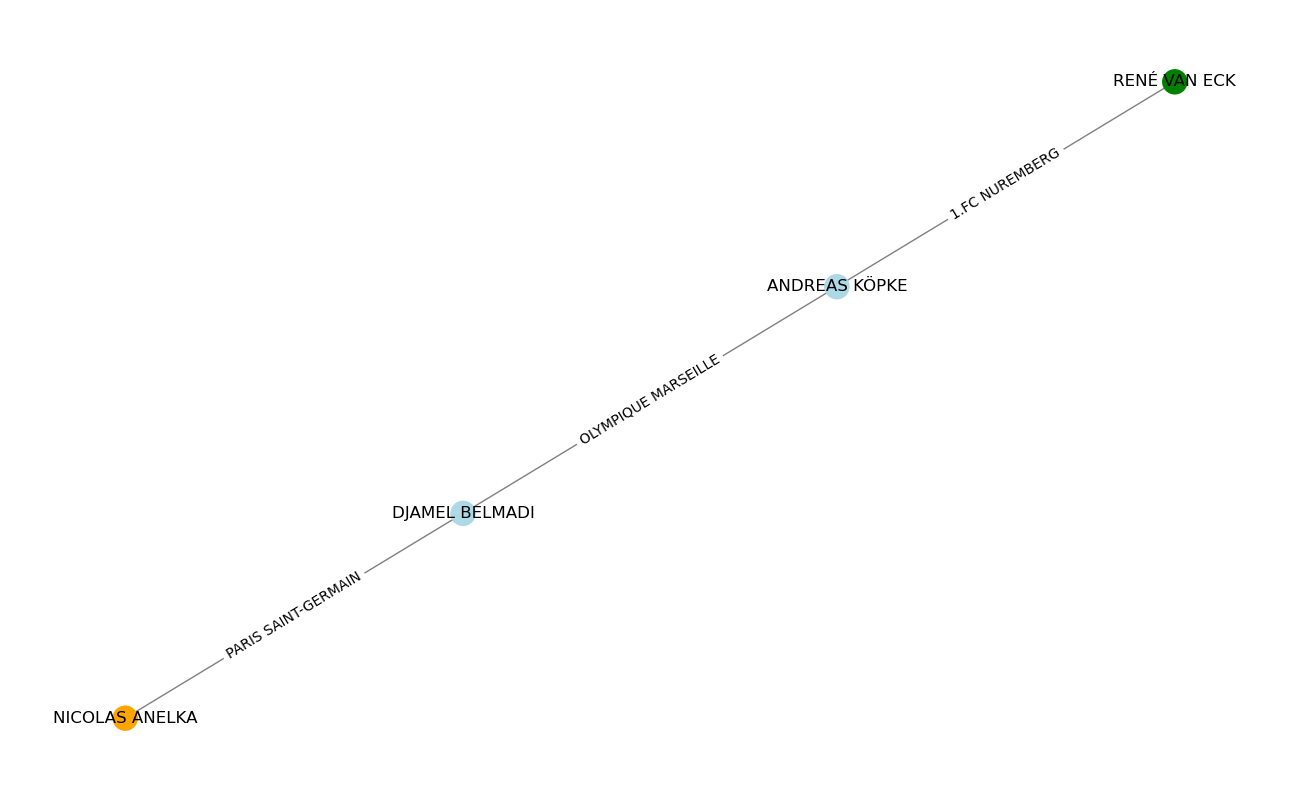 RENÉ VAN ECK
1.FC NUREMBERG
ANDREAS KÖPKE
OLYMPIQUE MARSEILLE
DJAMEL BELMADI
PARIS SAINT-GERMAIN
NICOLAS ANELKA